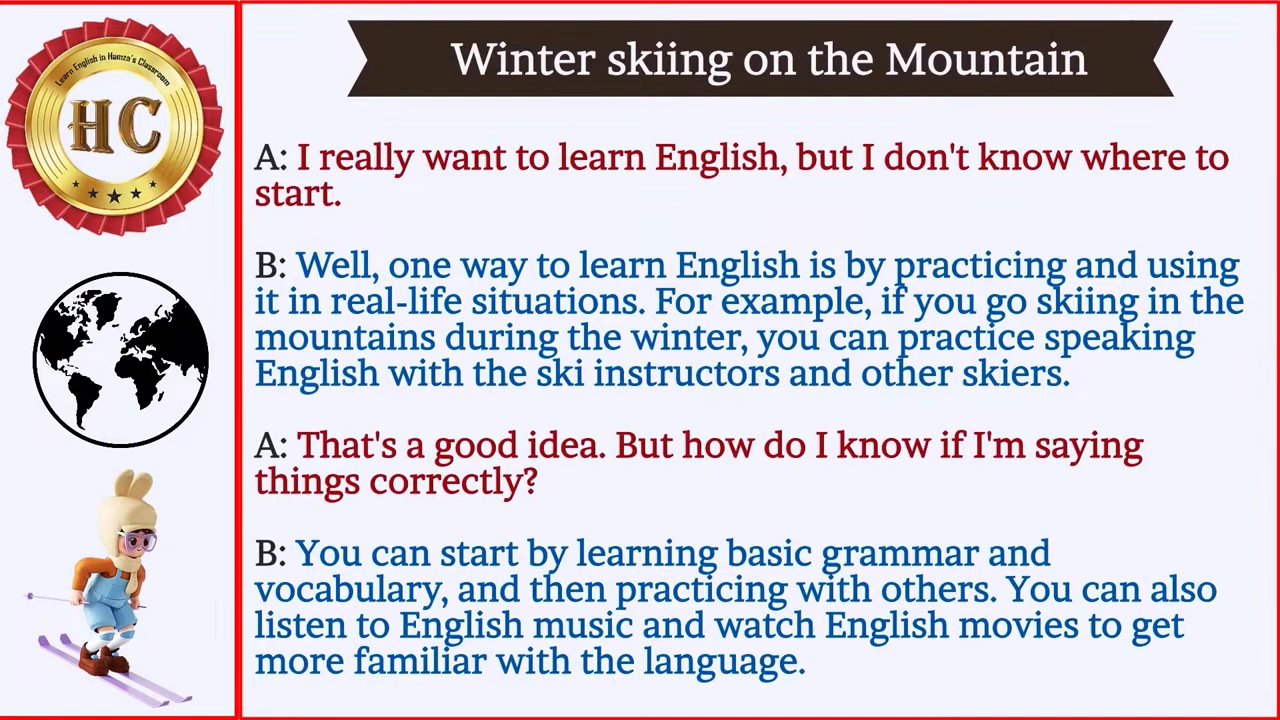 Learn English in Hamza's Classroom
HC
Winter skiing on the Mountain
A: I really want to learn English, but I don't know where to
start.
B: Well, one way to learn English is by practicing and using
it in real-life situations. For example, if you go skiing in the
mountains during the winter, you can practice speaking
English with the ski instructors and other skiers.
A: That's a good idea. But how do I know if I'm saying
things correctly?
B: You can start by learning basic grammar and
vocabulary, and then practicing with others. You can also
listen to English music and watch English movies to get
more familiar with the language.